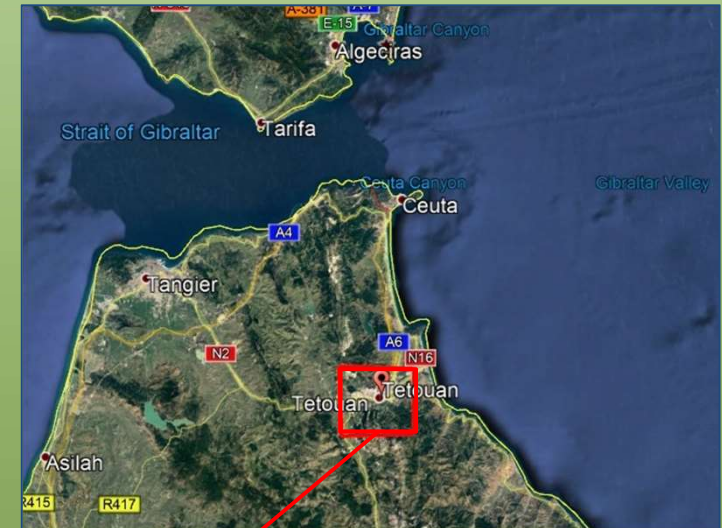 A-381
A-7
E-15
Gibraltar Canyon
Algeciras
Strait of Gibraltar
Tarifa
Ceuta Canyon
Gibraltar Valley
Ceuta
A4
Tangier
A6
N2
N16
Tetouan
Tetouan
Asilah
R417